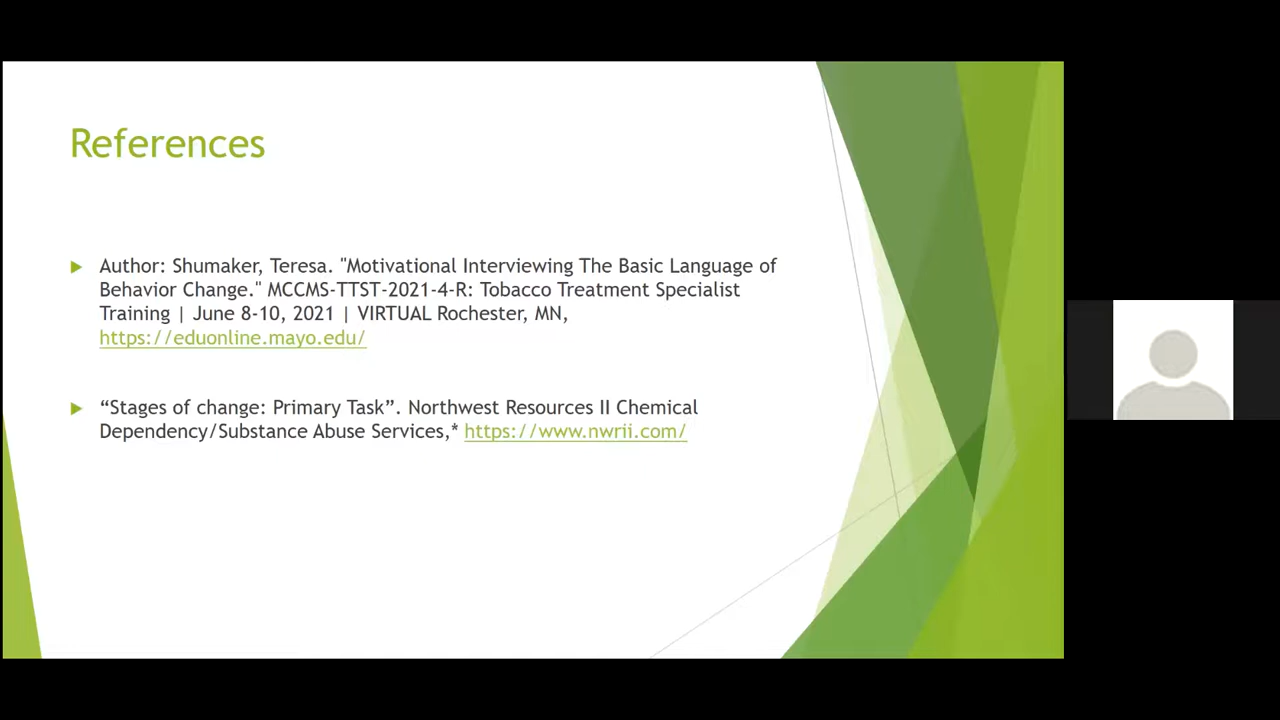 References
Author: Shumaker, Teresa. "Motivational Interviewing The Basic Language of
Behavior Change." MCCMS-TTST-2021-4-R: Tobacco Treatment Specialist
Training | June 8-10, 2021 | VIRTUAL Rochester, MN,
https://eduonline.mayo.edu/
“Stages of change: Primary Task”. Northwest Resources II Chemical
Dependency/Substance Abuse Services,* https://www.nwrii.com/